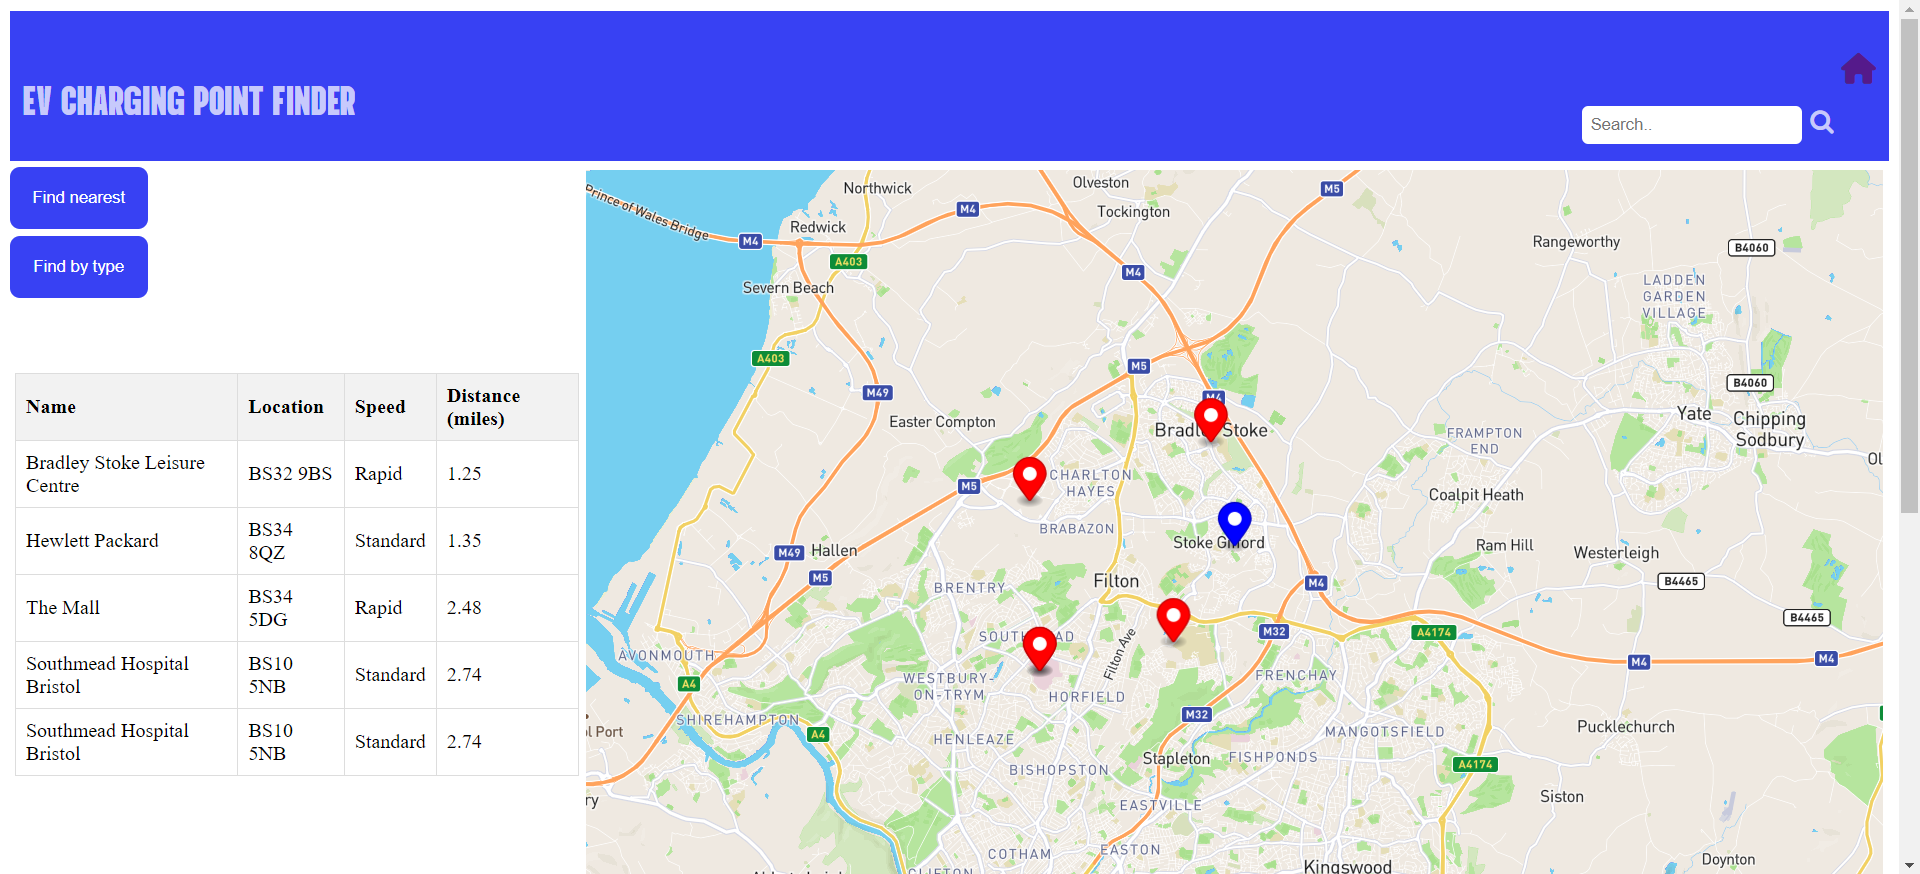 EV CHARGING POINT FINDER
Search..
Find nearest
Find by type
Name Location Speed Distance
(miles)
Bradley Stoke Leisure
Centre
BS32 9BS Rapid 1.25
Hewlett Packard BS34
8QZ
Standard 1.35
The Mall BS34
5DG
Rapid 2.48
Southmead Hospital
Bristol
BS10
5NB
Standard 2.74
Southmead Hospital
Bristol
BS10
5NB
Standard 2.74
Northwick
Olveston
M5
Prince of Wales Bridge
M4
Tockington
Redwick
M4
Rangeworthy
B4060
A403
M4
Severn Beach
LADDEN
GARDEN
VILLAGE
A403
M5
B4060
M49
M4
Easter Compton
Bradley Stoke
Yate
Chipping
Sodbury
FRAMPTON
END
CHARLTON
HAYES
M5
Coalpit Heath
BRABAZON
Stoke Gifford
Ram Hill
M49
Hallen
Westerleigh
M5
Filton
M4
B4465
BRENTRY
B4465
M32
A4174
SOUTHMEAD
Filton Ave
AVONMOUTH
M4
M4
FRENCHAY
A4
WESTBURY-
ON-TRYM
HORFIELD
M32
SHIREHAMPTON
A4
Pucklechurch
MANGOTSFIELD
HENLEAZE
Stapleton
FISHPONDS
A4174
BISHOPSTON
EASTVILLE
Siston
COTHAM
EASTON
Doynton
Kingswood
CLIFTON